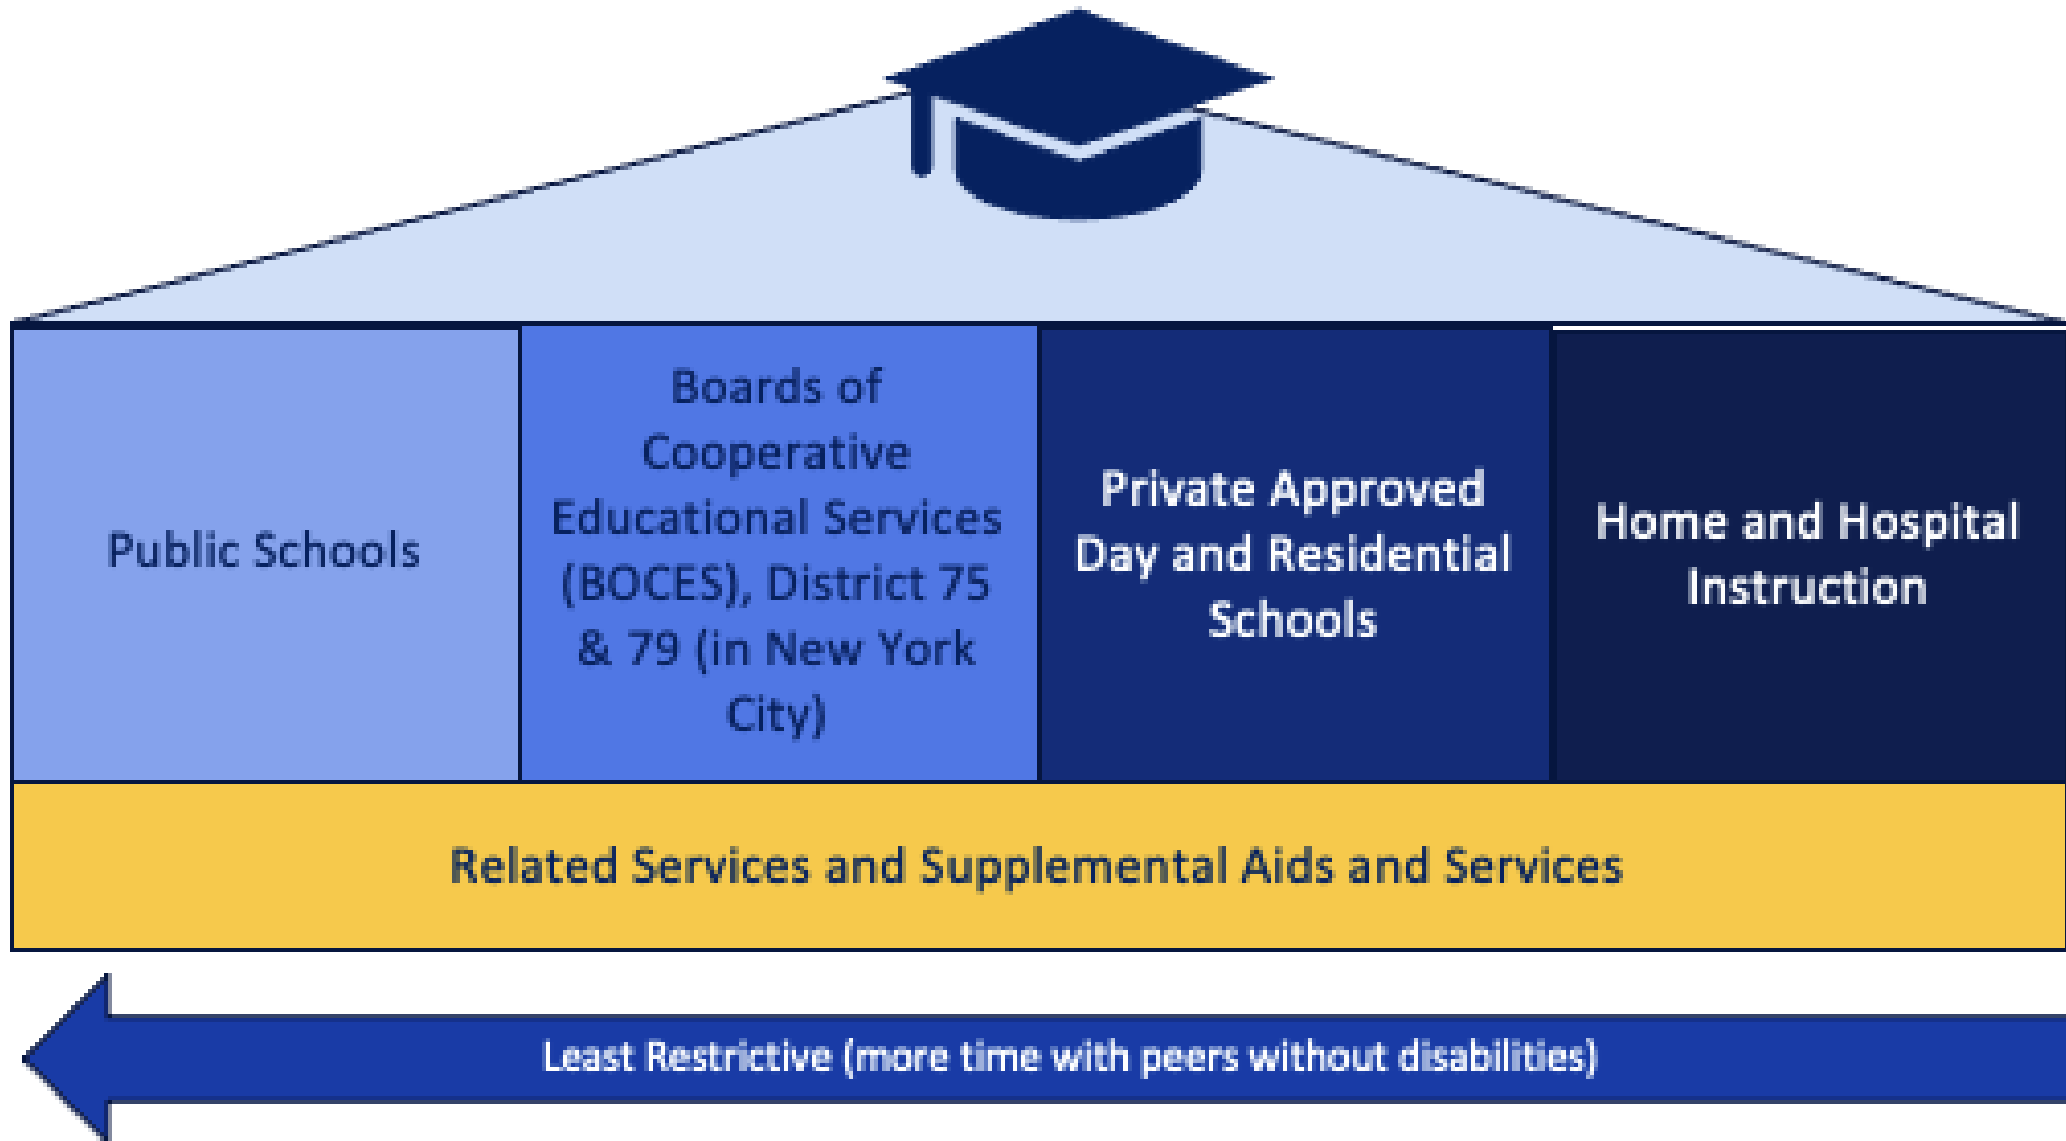 Public Schools
Boards of
Cooperative
Educational Services
(BOCES), District 75
& 79 (in New York
City)
Private Approved
Day and Residential
Schools
Home and Hospital
Instruction
Related Services and Supplemental Aids and Services
Least Restrictive (more time with peers without disabilities)